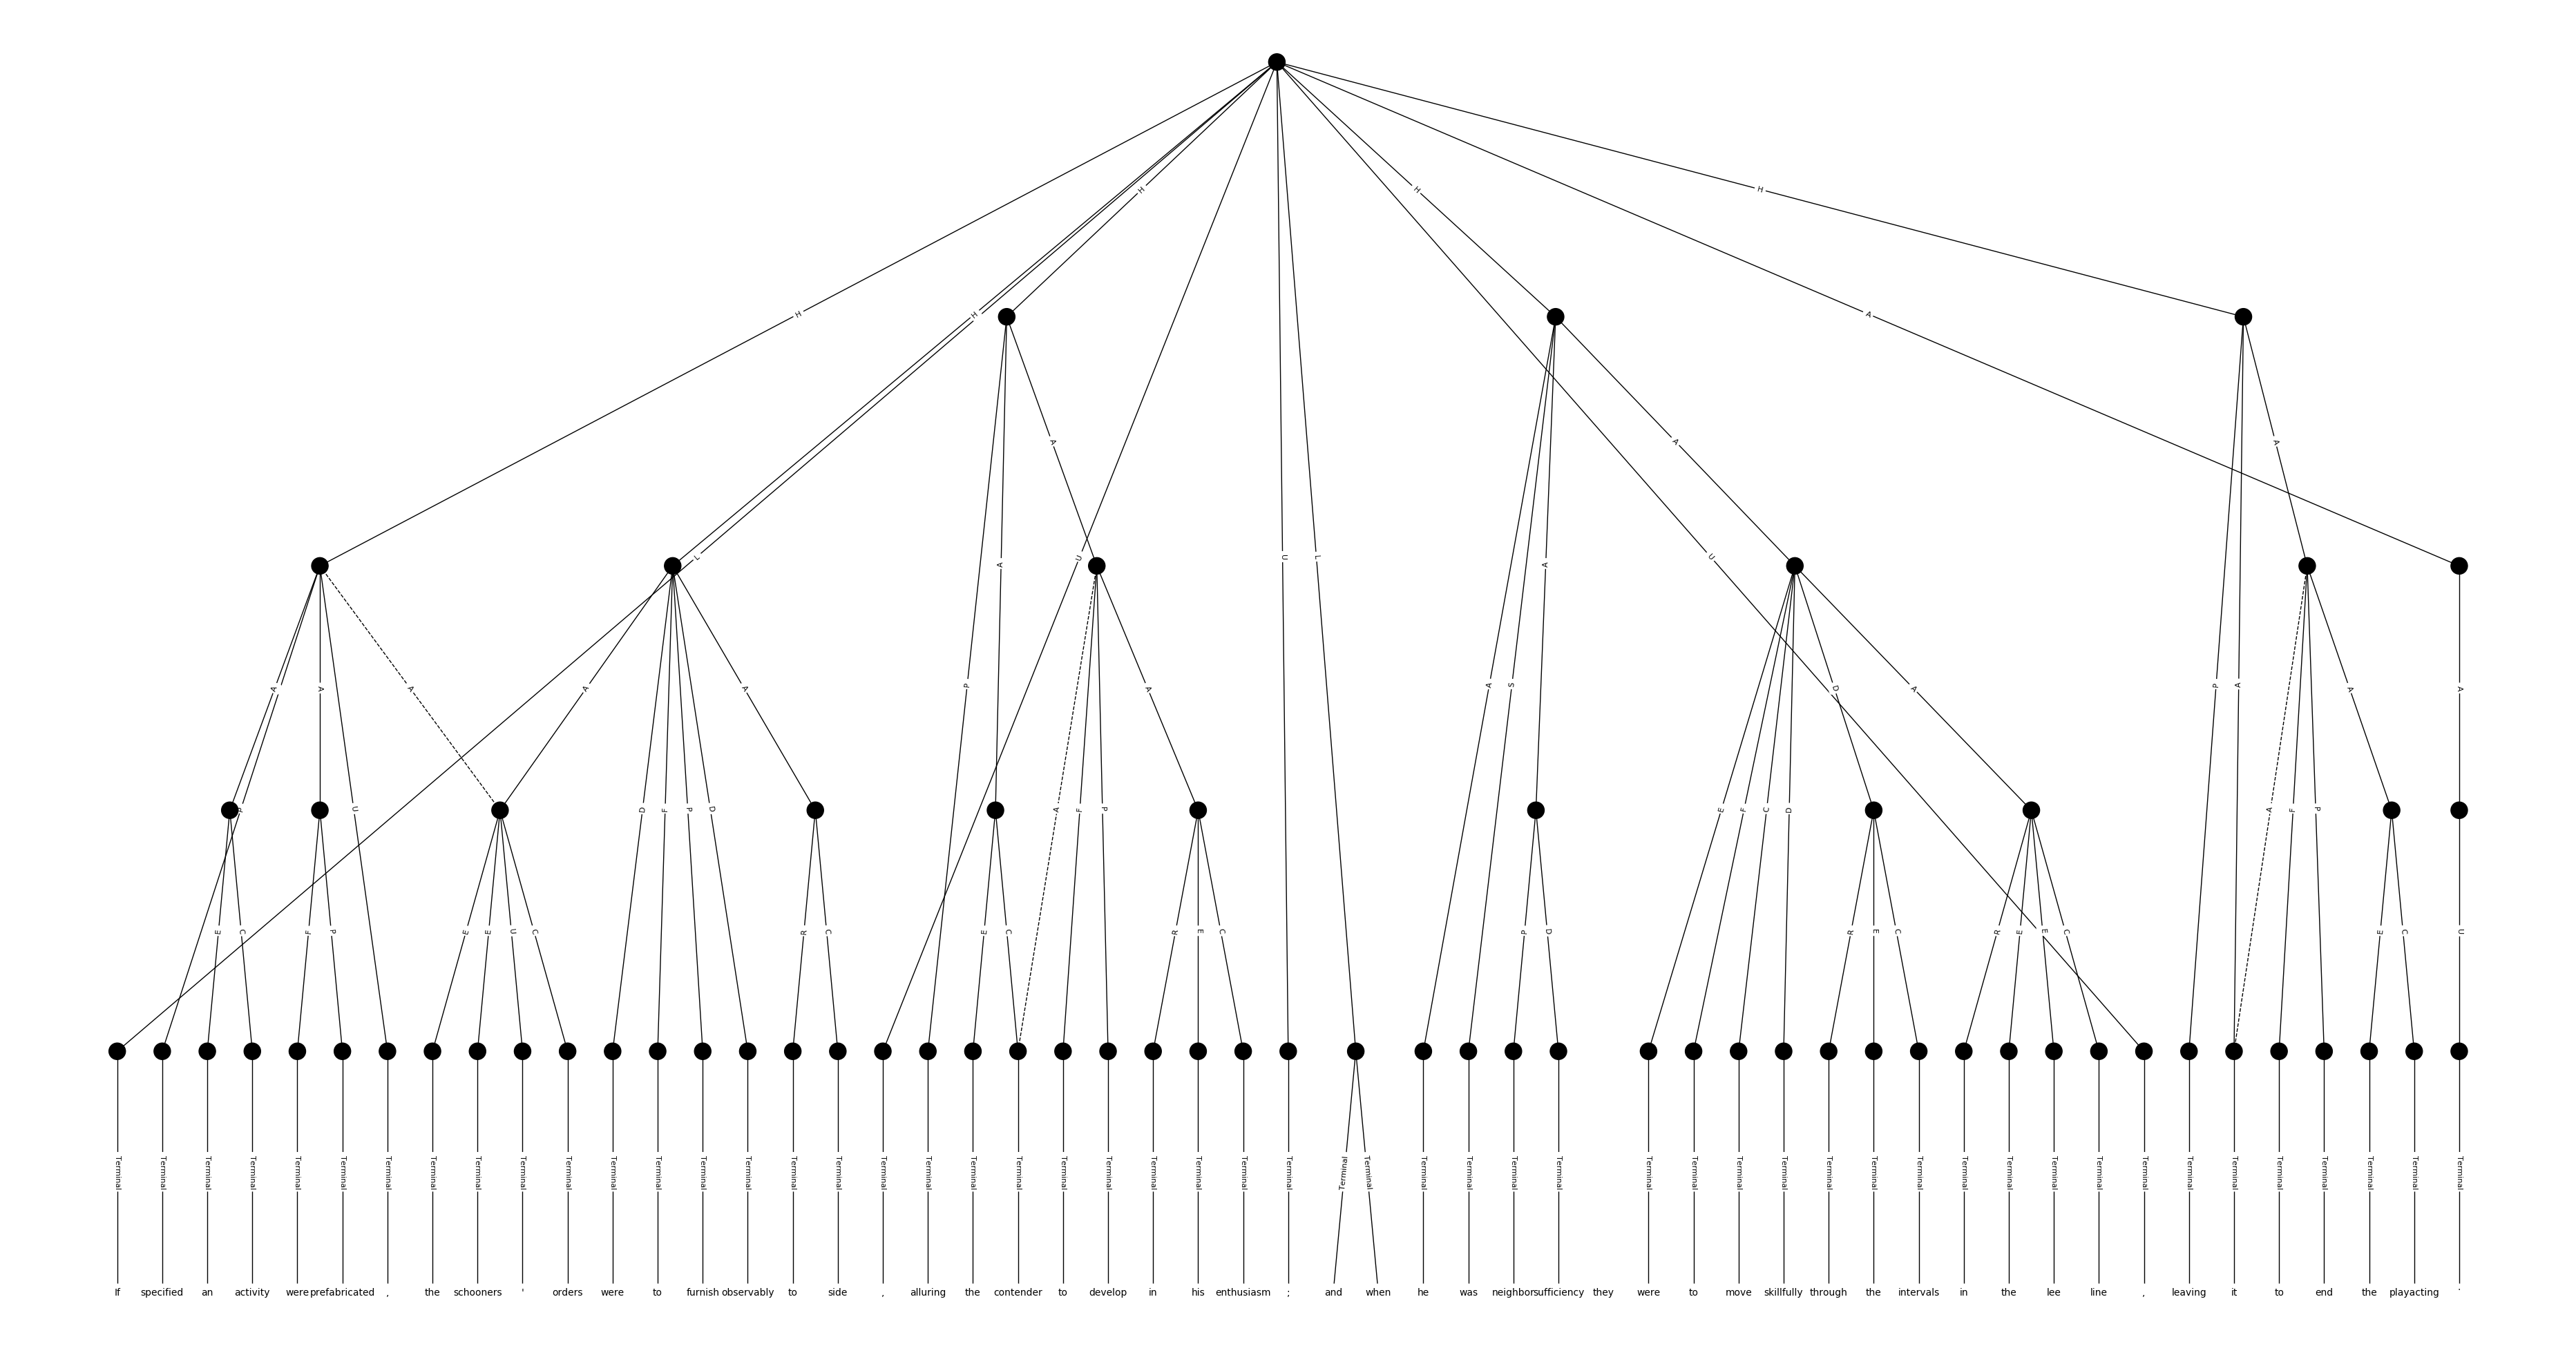 H
H H
H H A
A A
L U U L U
A A A P A A S A D A P A A A A
P U D F P D A F P E F C D A F P
E C F P E E U C R C E C R E C P D R E C R E E C E C U
Terminal Terminal Terminal Terminal Terminal Terminal Terminal Terminal Terminal Terminal Terminal Terminal Terminal Terminal Terminal Terminal Terminal Terminal Terminal Terminal Terminal Terminal Terminal Terminal Terminal Terminal Terminal Terminal Terminal Terminal Terminal Terminal Terminal Terminal Terminal Terminal Terminal Terminal Terminal Terminal Terminal Terminal Terminal Terminal Terminal Terminal Terminal Terminal Terminal Terminal Terminal Terminal
If specified an activity were prefabricated , the schooners ' orders were to furnish observably to side , alluring the contender to develop in his enthusiasm ; and when he was neighbor sufficiency they were to move skillfully through the intervals in the lee line , leaving it to end the playacting .